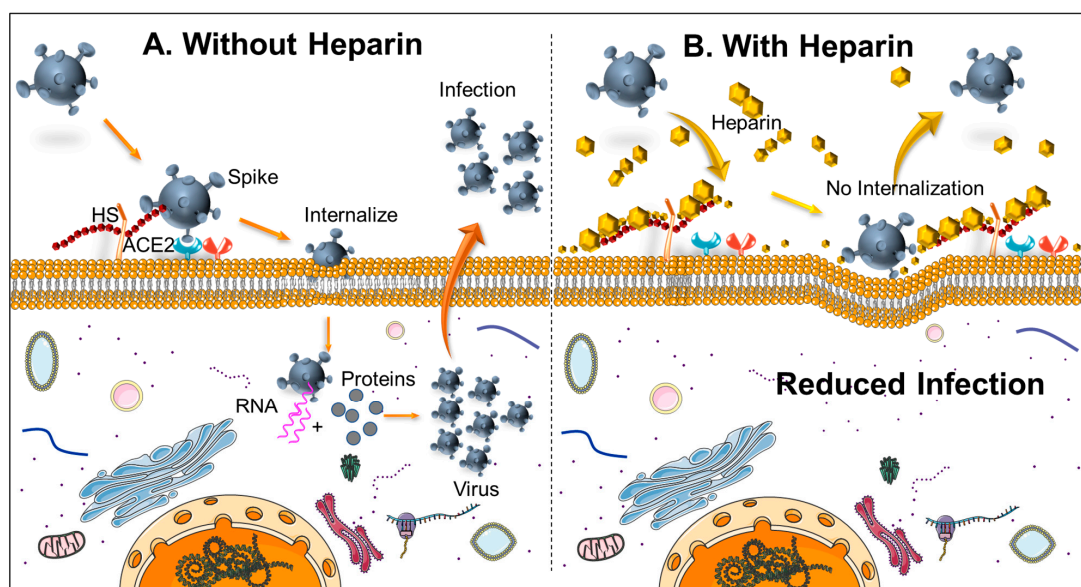 A. Without Heparin
Infection
Spike
HS
Internalize
ACE2
Proteins
RNA
+
Virus
B. With Heparin
Heparin
No Internalization
Reduced Infection